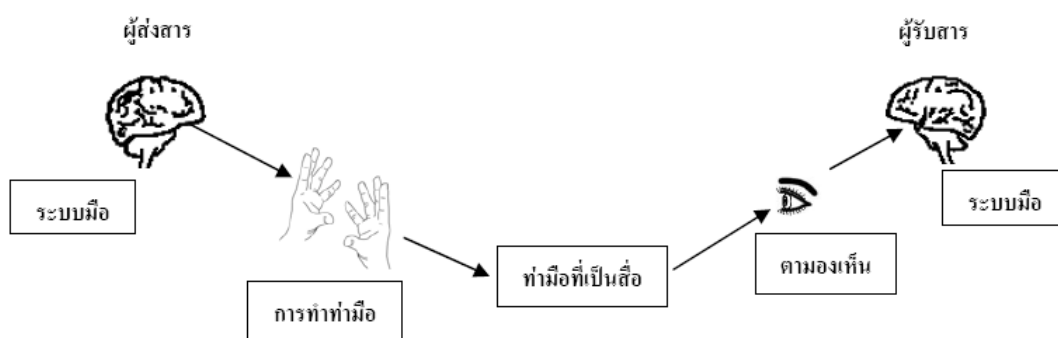 ผู้ส่งสาร
ผู้รับสาร
ระบบมือ
ระบบมือ
ท่ามือที่เป็นสื่อ
ตามองเห็น
การทำท่ามือ